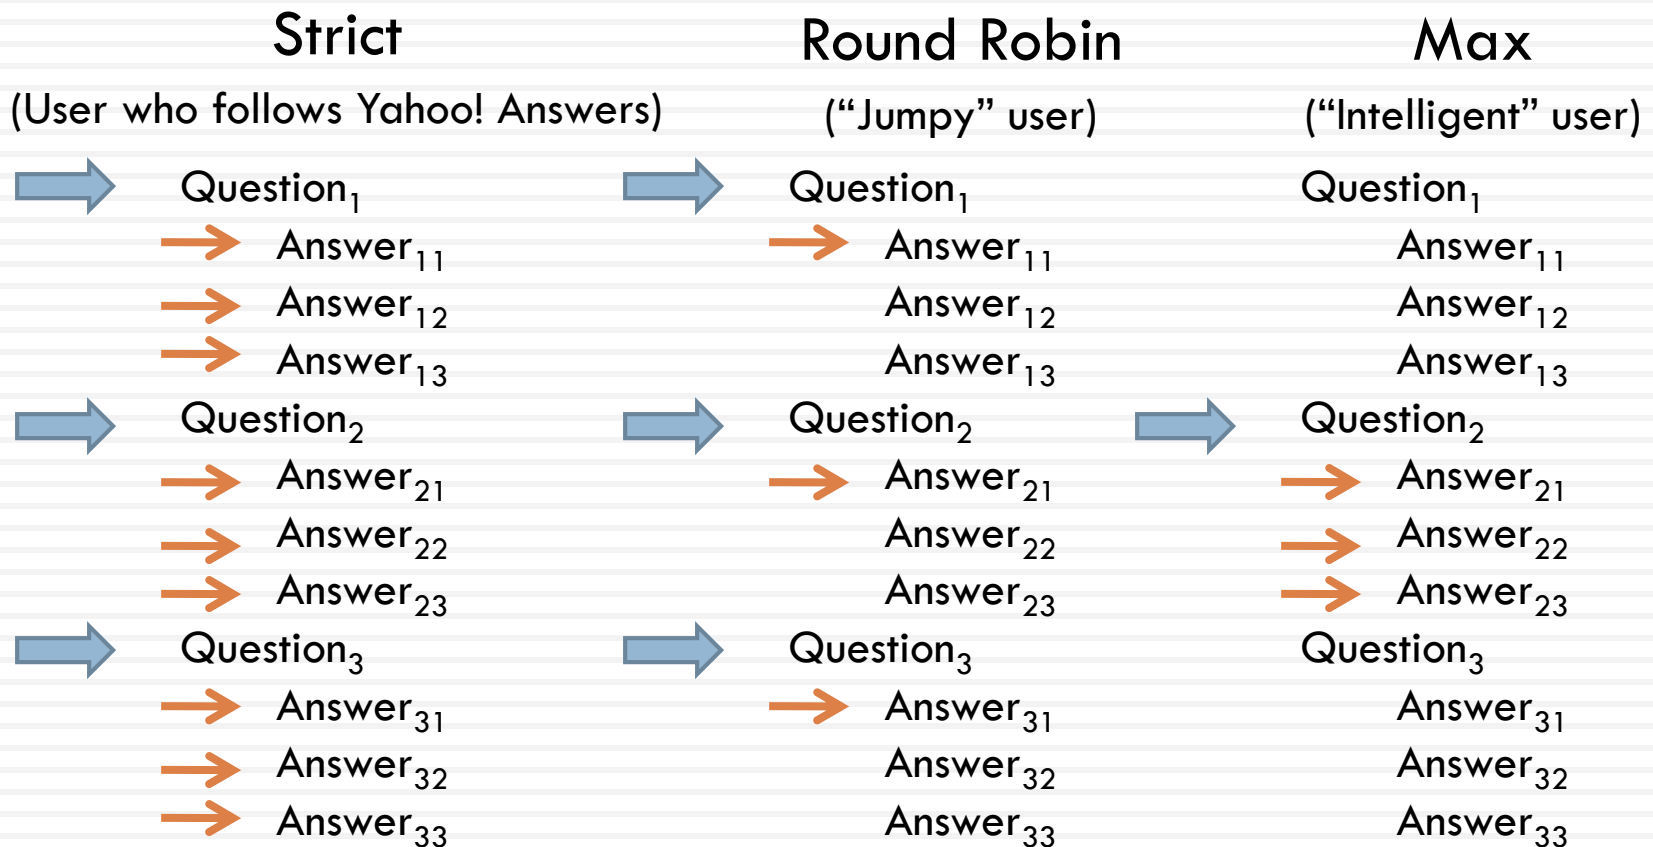 Strict
(User who follows Yahoo! Answers)
Question₁
Answer₁₁
Answer₁₂
Answer₁₃
Question₂
Answer₂₁
Answer₂₂
Answer₂₃
Question₃
Answer₃₁
Answer₃₂
Answer₃₃
Round Robin
(“Jumpy” user)
Question₁
Answer₁₁
Answer₁₂
Answer₁₃
Question₂
Answer₂₁
Answer₂₂
Answer₂₃
Question₃
Answer₃₁
Answer₃₂
Answer₃₃
Max
(“Intelligent” user)
Question₁
Answer₁₁
Answer₁₂
Answer₁₃
Question₂
Answer₂₁
Answer₂₂
Answer₂₃
Question₃
Answer₃₁
Answer₃₂
Answer₃₃